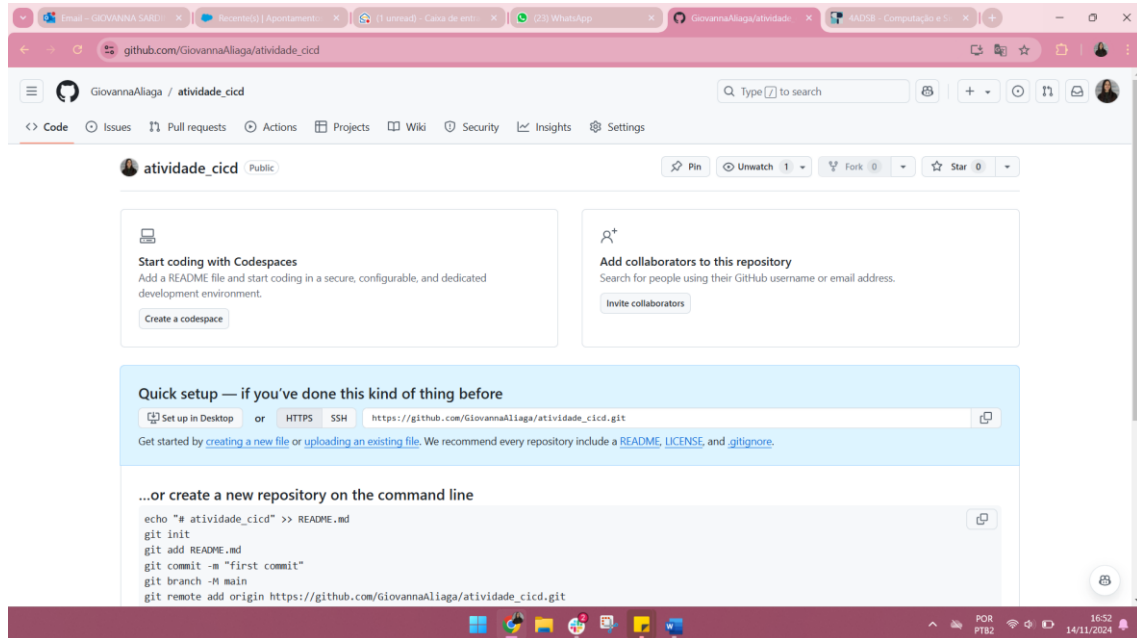 Email – GIOVANNA SARDI
Recente(s) | Apontament
(1 unread) - Caixa de entr
(23) WhatsApp
GiovannaAliaga/atividade_
4ADSB - Computação e Si
github.com/GiovannaAliaga/atividade_cicd
GiovannaAliaga / atividade_cicd
Type / to search
Code Issues Pull requests Actions Projects Wiki Security Insights Settings
atividade_cicd Public
Pin Unwatch 1 Fork 0 Star 0
Start coding with Codespaces
Add a README file and start coding in a secure, configurable, and dedicated
development environment.
Create a codespace
Add collaborators to this repository
Search for people using their GitHub username or email address.
Invite collaborators
Quick setup — if you've done this kind of thing before
Set up in Desktop or HTTPS SSH https://github.com/GiovannaAliaga/atividade_cicd.git
Get started by creating a new file or uploading an existing file. We recommend every repository include a README, LICENSE, and .gitignore.
...or create a new repository on the command line
echo "# atividade_cicd" >> README.md
git init
git add README.md
git commit -m "first commit"
git branch -M main
git remote add origin https://github.com/GiovannaAliaga/atividade_cicd.git
2
POR
PTB2
16:52
14/11/2024